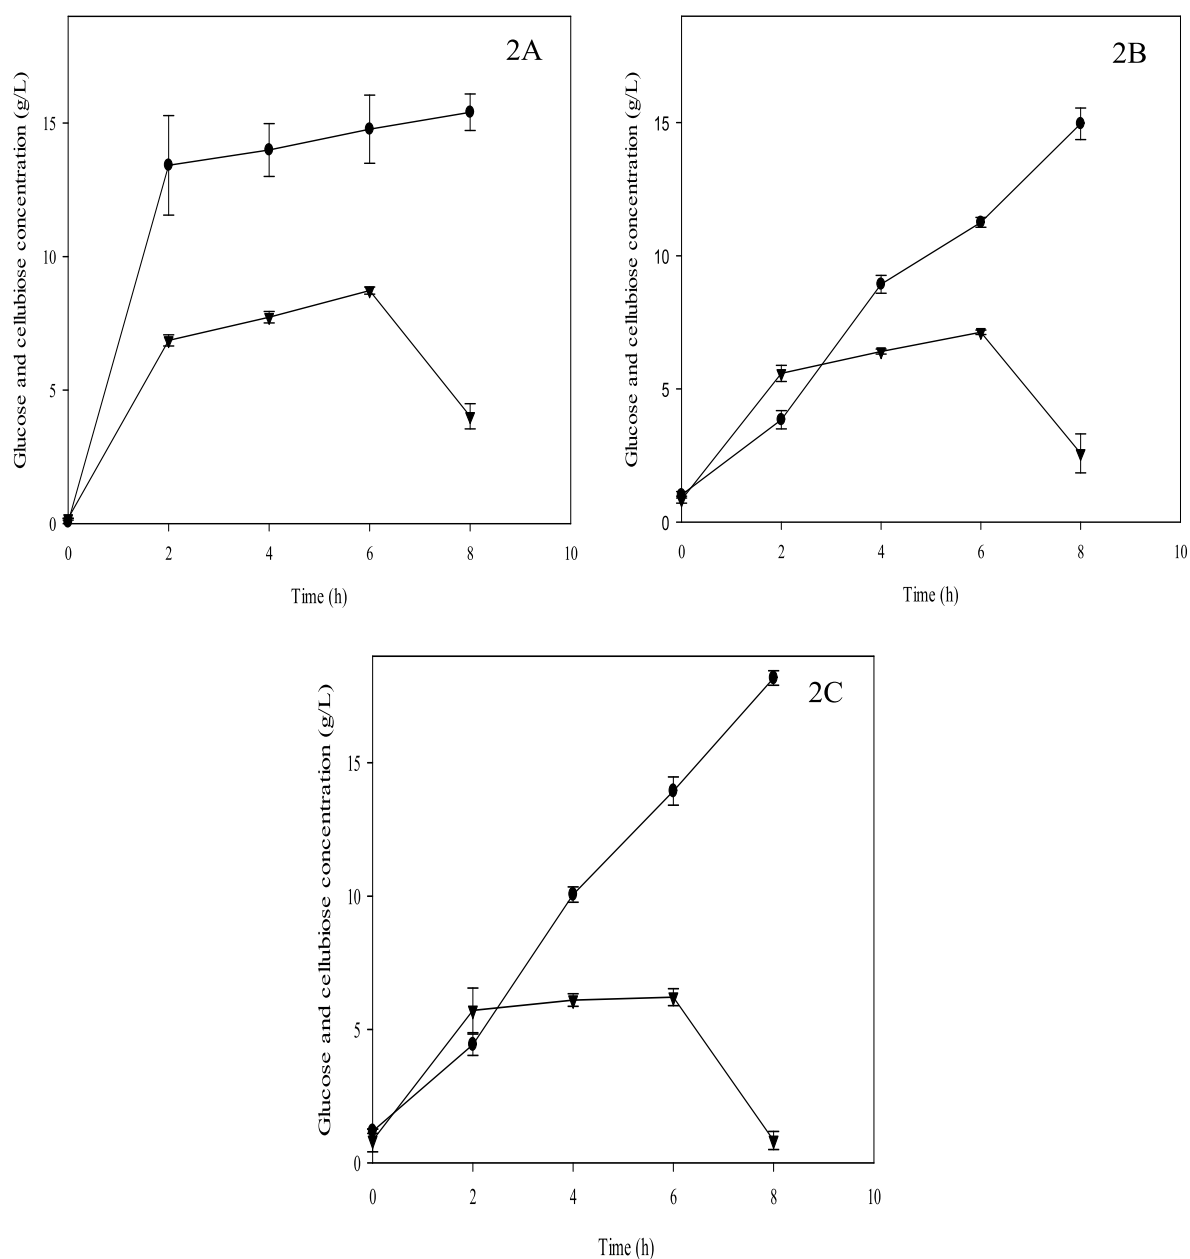 2A
Glucose and cellubiose concentration (g/L)
15
10
5
0
0 2 4 6 8 10
Time (h)
2B
Glucose and cellubiose concentration (g/L)
15
10
5
0
0 2 4 6 8 10
Time (h)
2C
Glucose and cellubiose concentration (g/L)
15
10
5
0
0 2 4 6 8 10
Time (h)